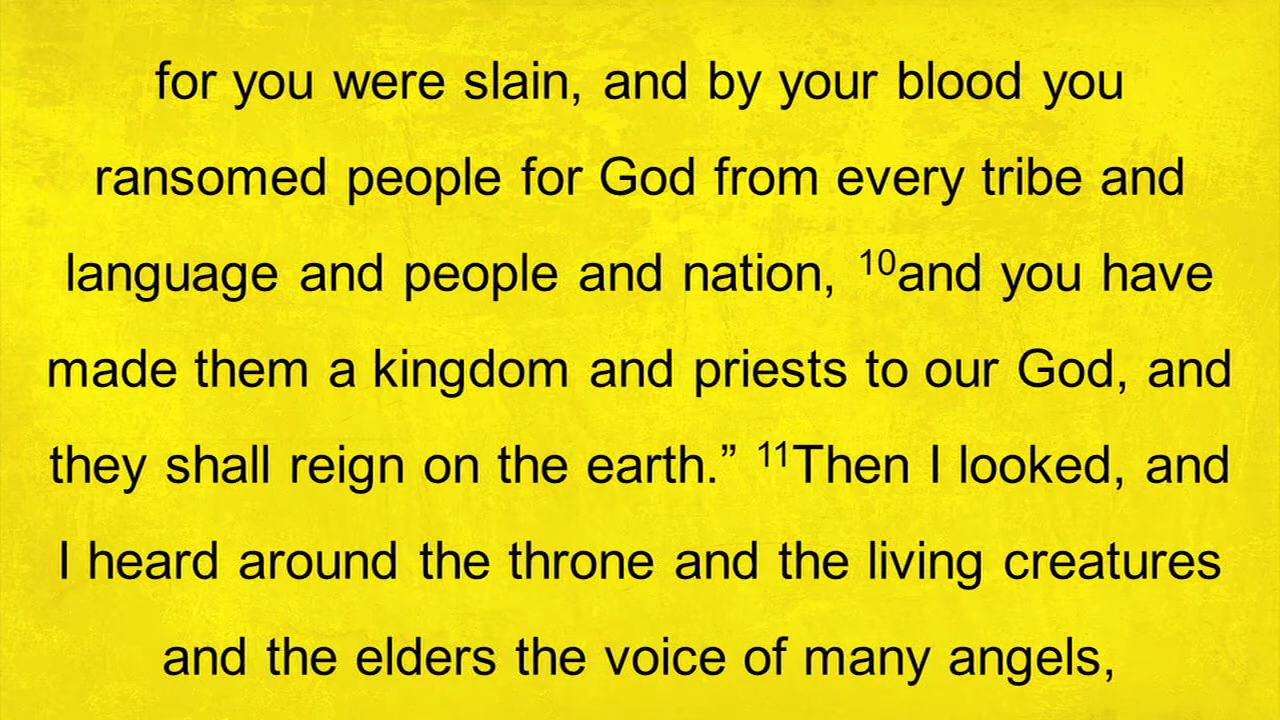 for you were slain, and by your blood you
ransomed people for God from every tribe and
language and people and nation, ¹⁰and you have
made them a kingdom and priests to our God, and
they shall reign on the earth.” ¹¹Then I looked, and
I heard around the throne and the living creatures
and the elders the voice of many angels,